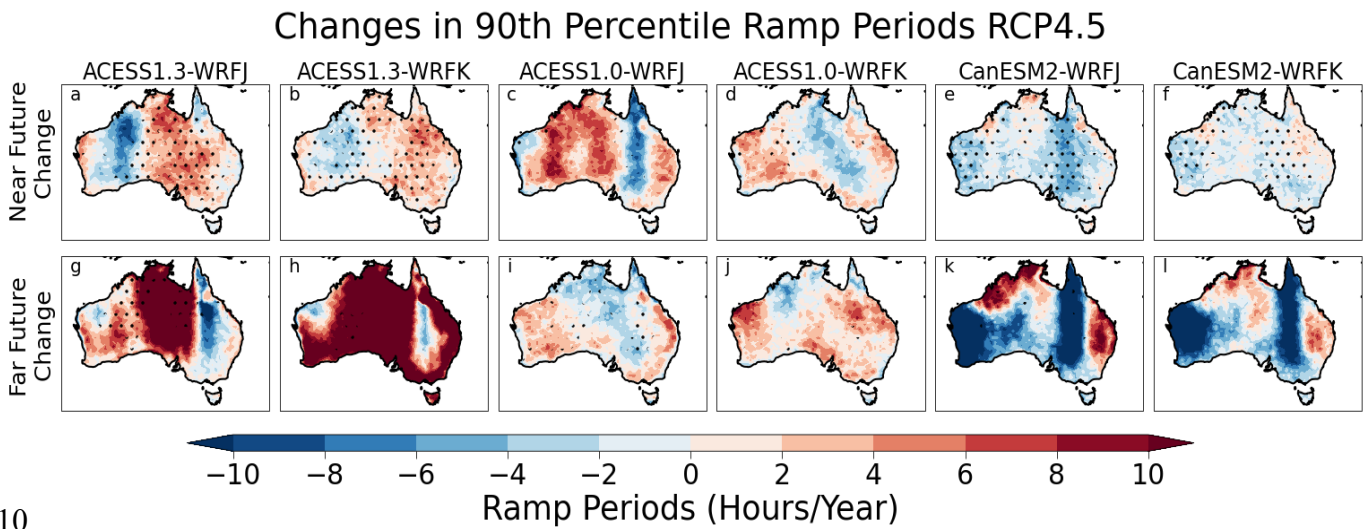 Changes in 90th Percentile Ramp Periods RCP4.5
ACESS1.3-WRFJ ACESS1.3-WRFK ACESS1.0-WRFJ ACESS1.0-WRFK CanESM2-WRFJ CanESM2-WRFK
Near Future
Change
a b c d e f
Far Future
Change
g h i j k l
−10 −8 −6 −4 −2 0 2 4 6 8 10
Ramp Periods (Hours/Year)
10